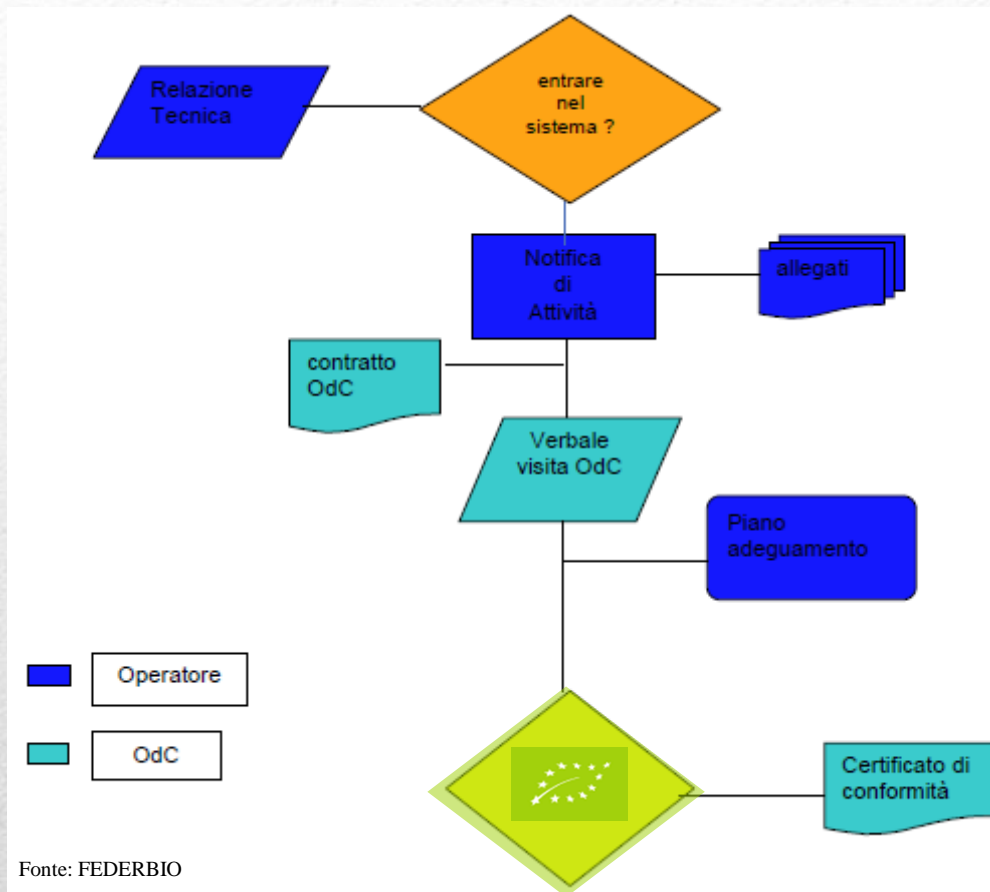 Relazione
Tecnica
entrare
nel
sistema ?
Notifica
di
Attività
allegati
contratto
OdC
Verbale
visita OdC
Piano
adeguamento
Operatore
OdC
Certificato di
conformità
Fonte: FEDERBIO